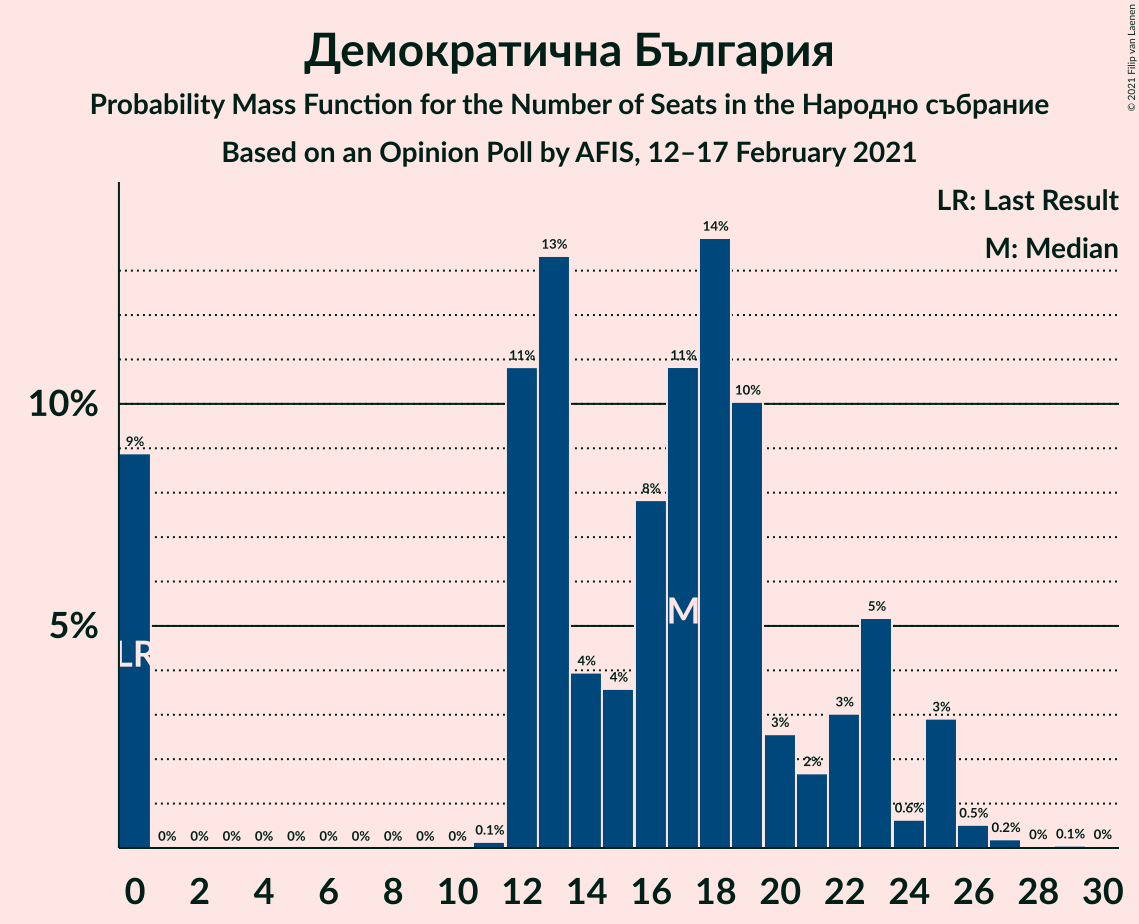 Демократична България
Probability Mass Function for the Number of Seats in the Народно събрание
Based on an Opinion Poll by AFIS, 12–17 February 2021
© 2021 Filip van Laenen
LR: Last Result
M: Median
10%
5%
9% 0% 0% 0% 0% 0% 0% 0% 0% 0% 0% 0.1% 11% 13% 4% 4% 8% 11% 14% 10% 3% 2% 3% 5% 0.6% 3% 0.5% 0.2% 0% 0.1% 0%
LR
M
0 2 4 6 8 10 12 14 16 18 20 22 24 26 28 30